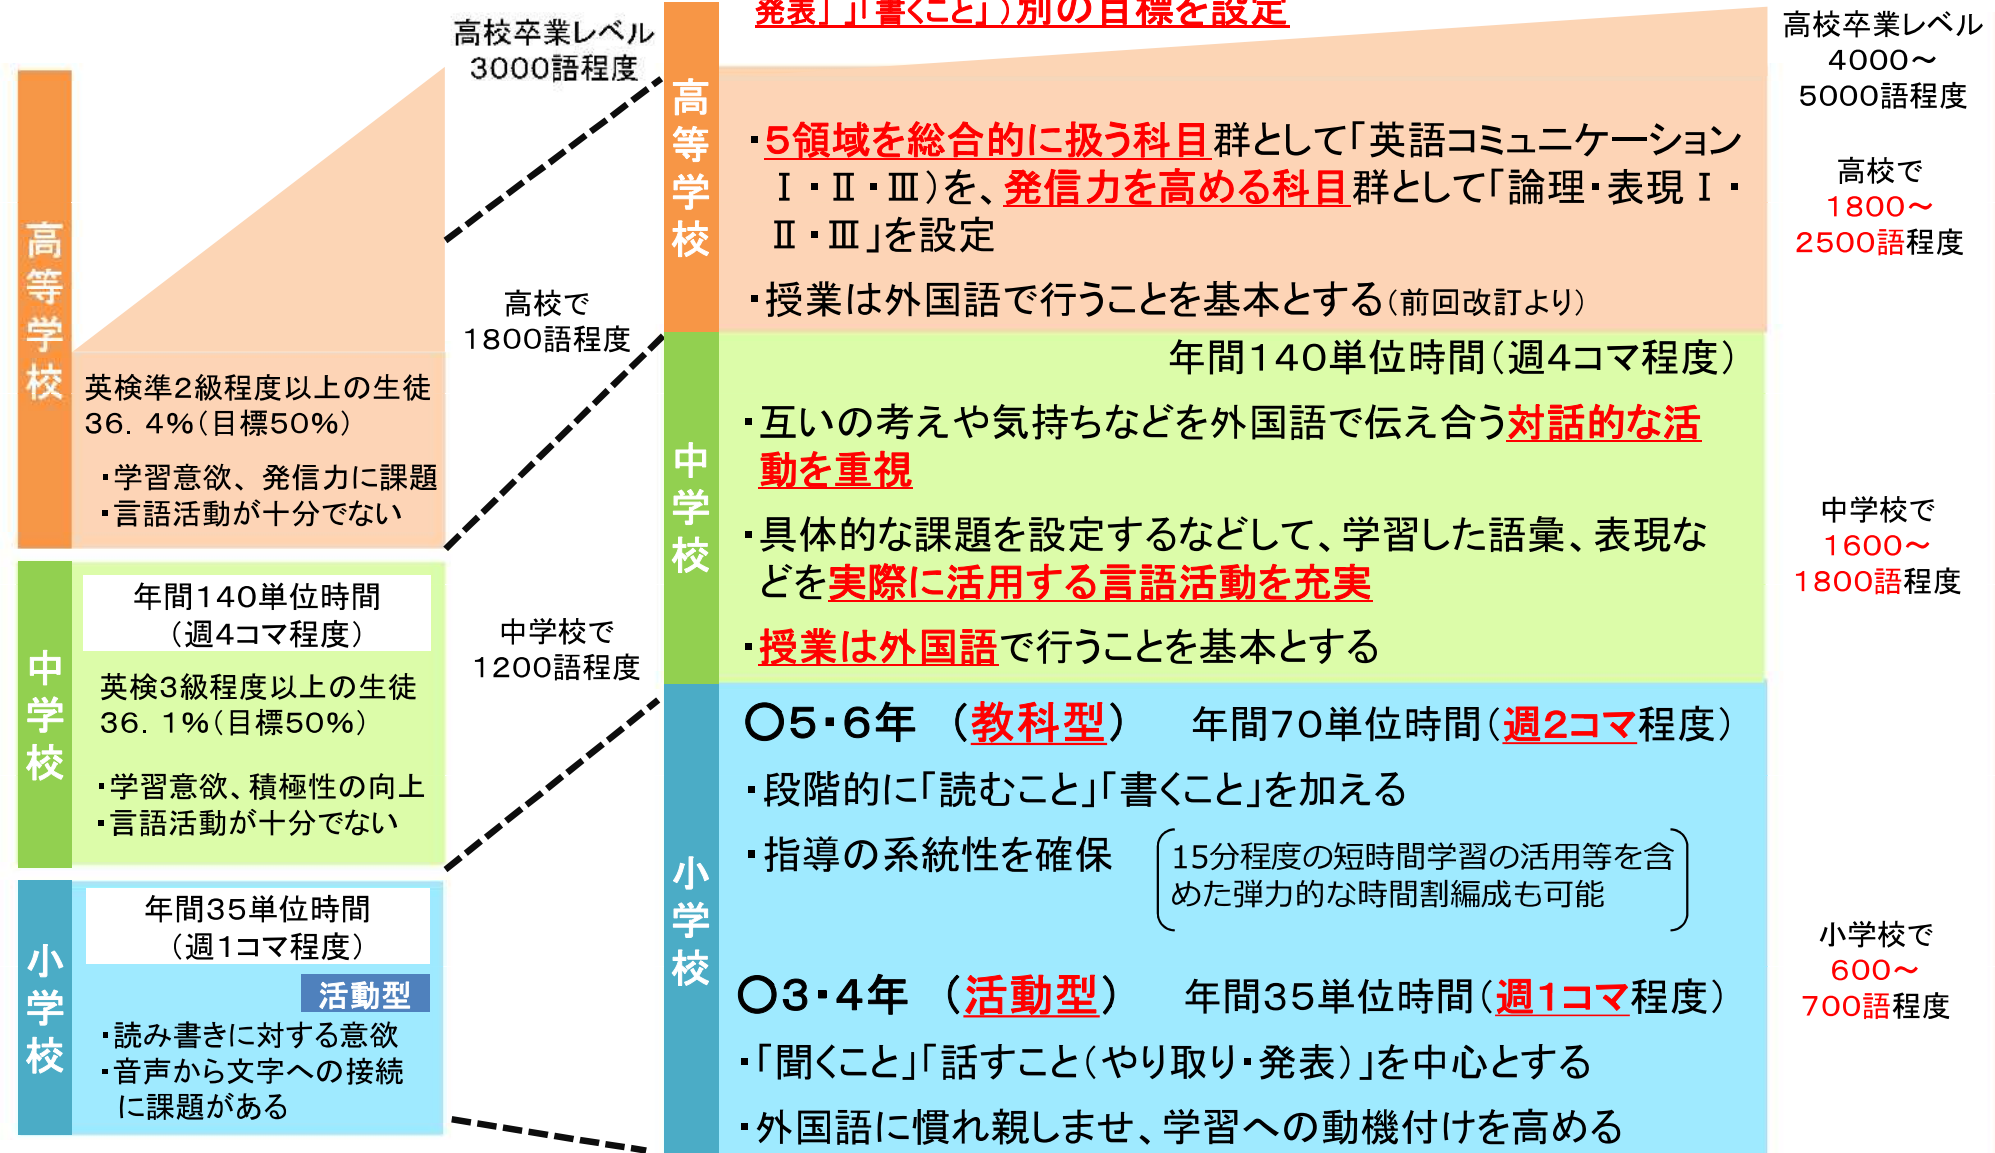 高等学校
英検準2級程度以上の生徒
36.4%(目標50%)
・学習意欲、発信力に課題
・言語活動が十分でない
中学校
年間140単位時間
(週4コマ程度)
英検3級程度以上の生徒
36.1%(目標50%)
・学習意欲、積極性の向上
・言語活動が十分でない
小学校
年間35単位時間
(週1コマ程度)
活動型
・読み書きに対する意欲
・音声から文字への接続
に課題がある
高校卒業レベル
3000語程度
高校で
1800語程度
中学校で
1200語程度
発表」」「書くこと」)別の目標を設定
高等学校
・5領域を総合的に扱う科目群として「英語コミュニケーション
Ⅰ・Ⅱ・Ⅲ)を、発信力を高める科目群として「論理・表現Ⅰ・
Ⅱ・Ⅲ」を設定
・授業は外国語で行うことを基本とする(前回改訂より)
中学校
年間140単位時間(週4コマ程度)
・互いの考えや気持ちなどを外国語で伝え合う対話的な活
動を重視
・具体的な課題を設定するなどして、学習した語彙、表現な
どを実際に活用する言語活動を充実
・授業は外国語で行うことを基本とする
小学校
〇5・6年 (教科型) 年間70単位時間(週2コマ程度)
・段階的に「読むこと」「書くこと」を加える
・指導の系統性を確保
15分程度の短時間学習の活用等を含
めた弾力的な時間割編成も可能
〇3・4年 (活動型) 年間35単位時間(週1コマ程度)
・「聞くこと」「話すこと(やり取り・発表)」を中心とする
・外国語に慣れ親しませ、学習への動機付けを高める
高校卒業レベル
4000~
5000語程度
高校で
1800~
2500語程度
中学校で
1600~
1800語程度
小学校で
600~
700語程度